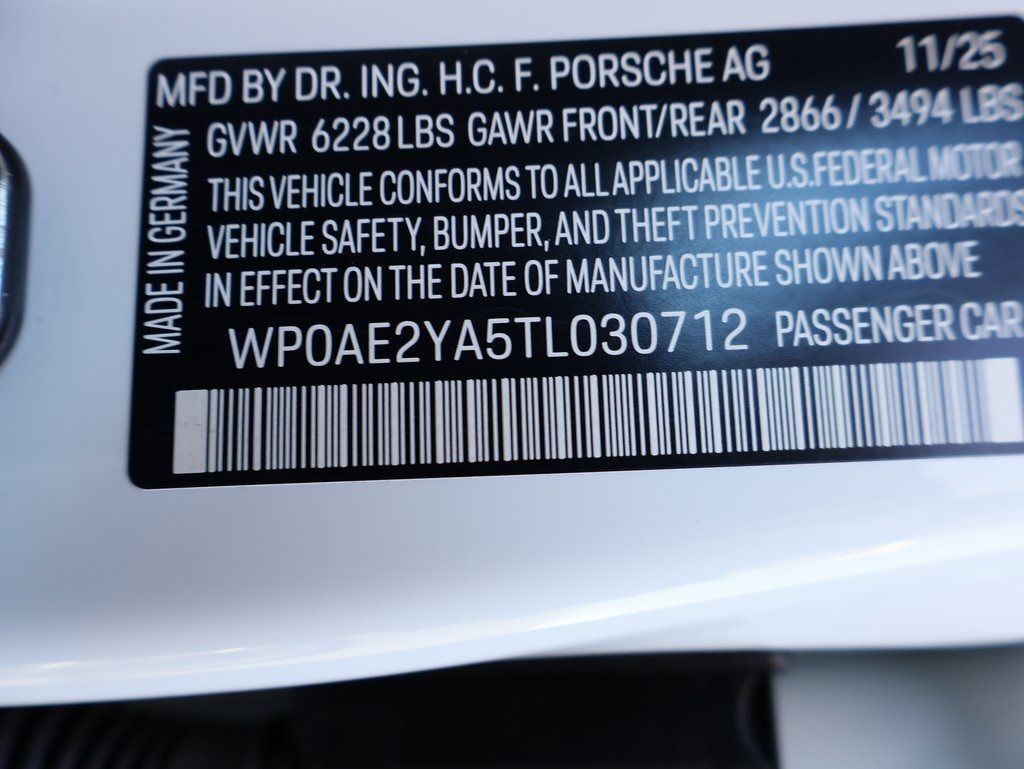 MFD BY DR. ING. H.C. F. PORSCHE AG 11/25
GVWR 6228 LBS GAWR FRONT/REAR 2866 / 3494 LBS
THIS VEHICLE CONFORMS TO ALL APPLICABLE U.S.FEDERAL MOTOR
VEHICLE SAFETY, BUMPER, AND THEFT PREVENTION STANDARDS
IN EFFECT ON THE DATE OF MANUFACTURE SHOWN ABOVE
WP0AE2YA5TL030712 PASSENGER CAR
MADE IN GERMANY